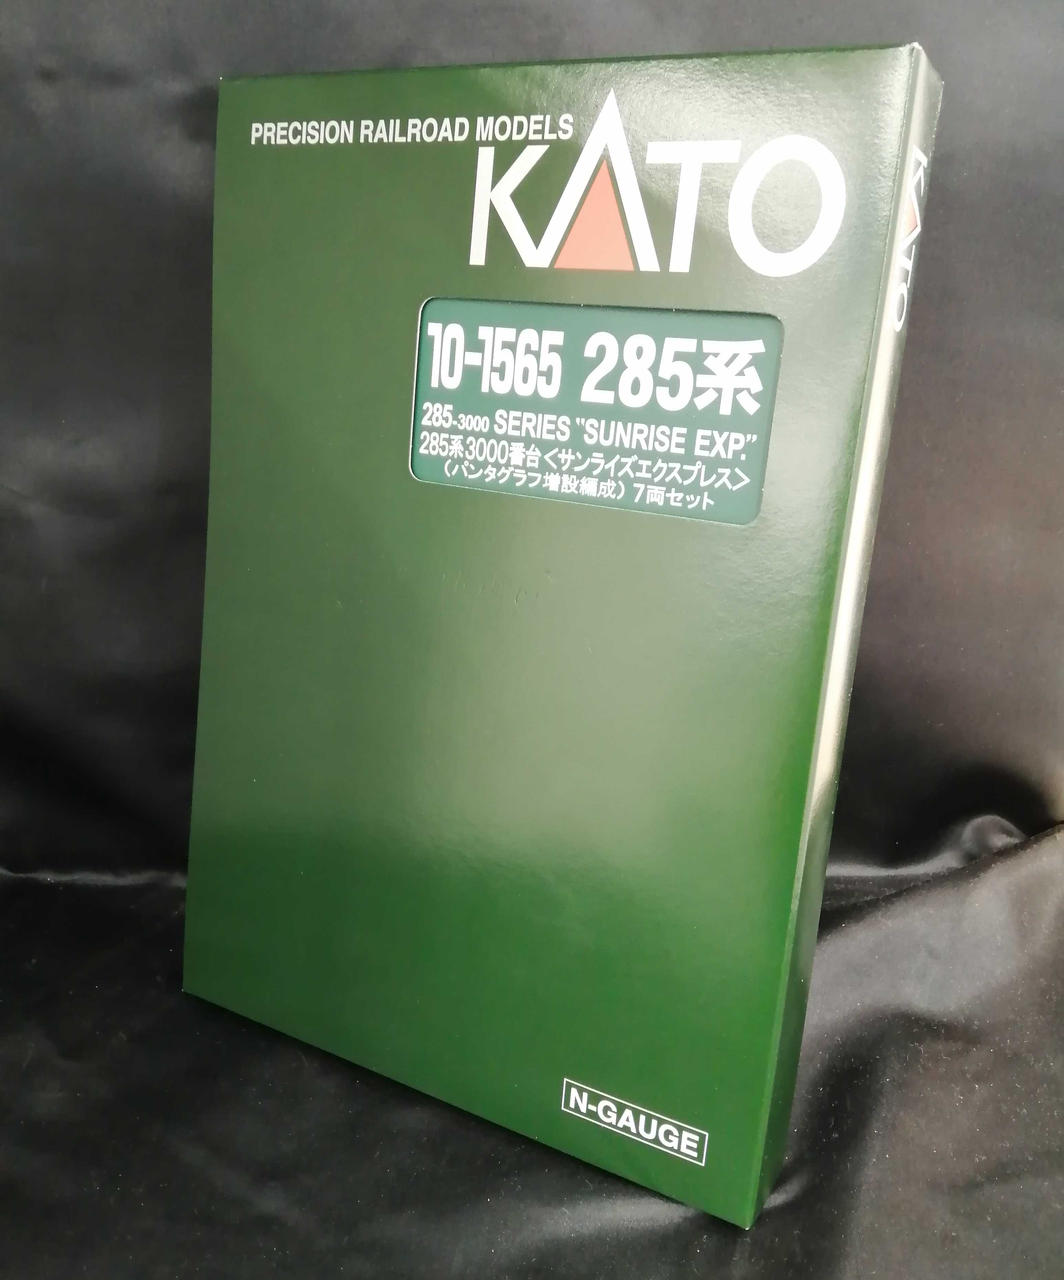 PRECISION RAILROAD MODELS
KATO
10-1565 285系
285-3000 SERIES "SUNRISE EXP."
285系3000番台<サンライズエクスプレス>
(パンタグラフ増設編成) 7両セット
N-GAUGE
KATO